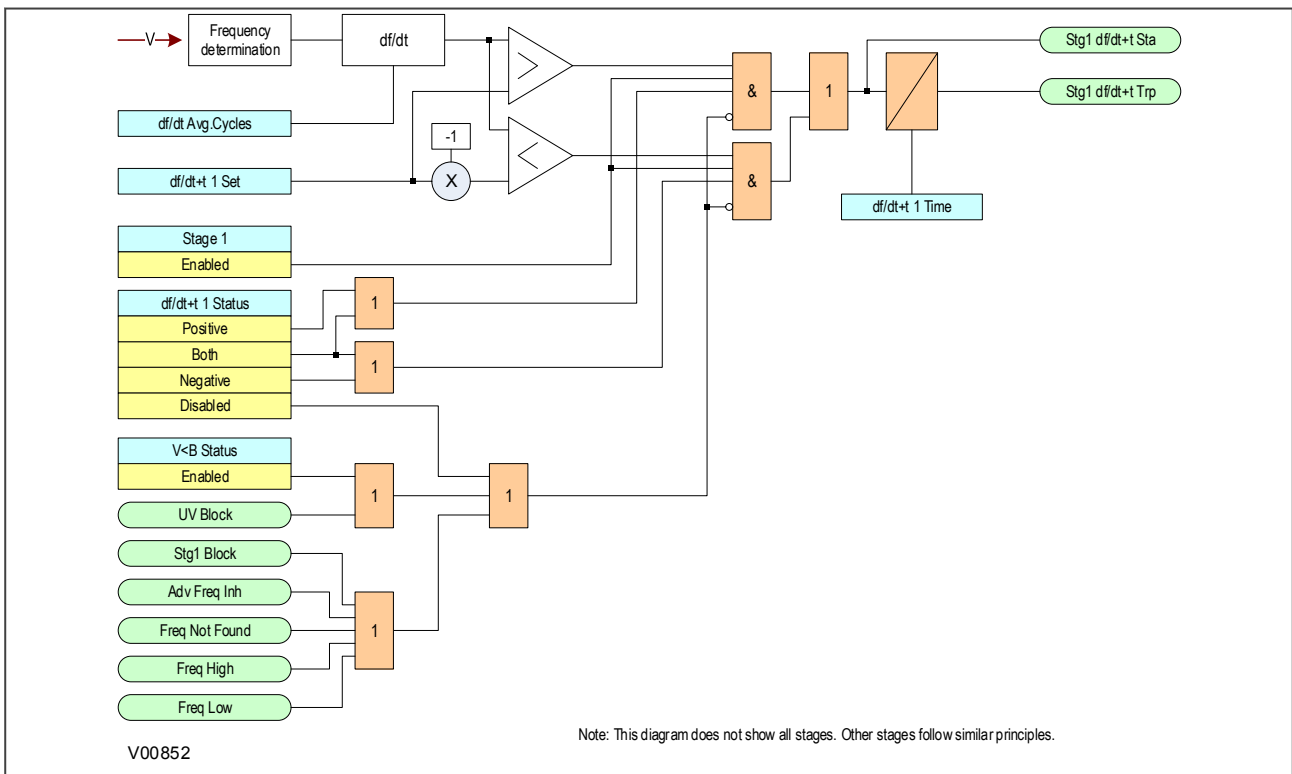 V
Frequency
determination
df/dt
>
Stg1 df/dt+t Sta
Stg1 df/dt+t Trp
&
1
df/dt Avg.Cycles
-1
<
df/dt+t 1 Set
X
&
df/dt+t 1 Time
Stage 1
Enabled
1
df/dt+t 1 Status
Positive
Both
1
Negative
Disabled
V<B Status
Enabled
1
1
UV Block
Stg1 Block
Adv Freq Inh
Freq Not Found
1
Freq High
Freq Low
Note: This diagram does not show all stages. Other stages follow similar principles.
V00852